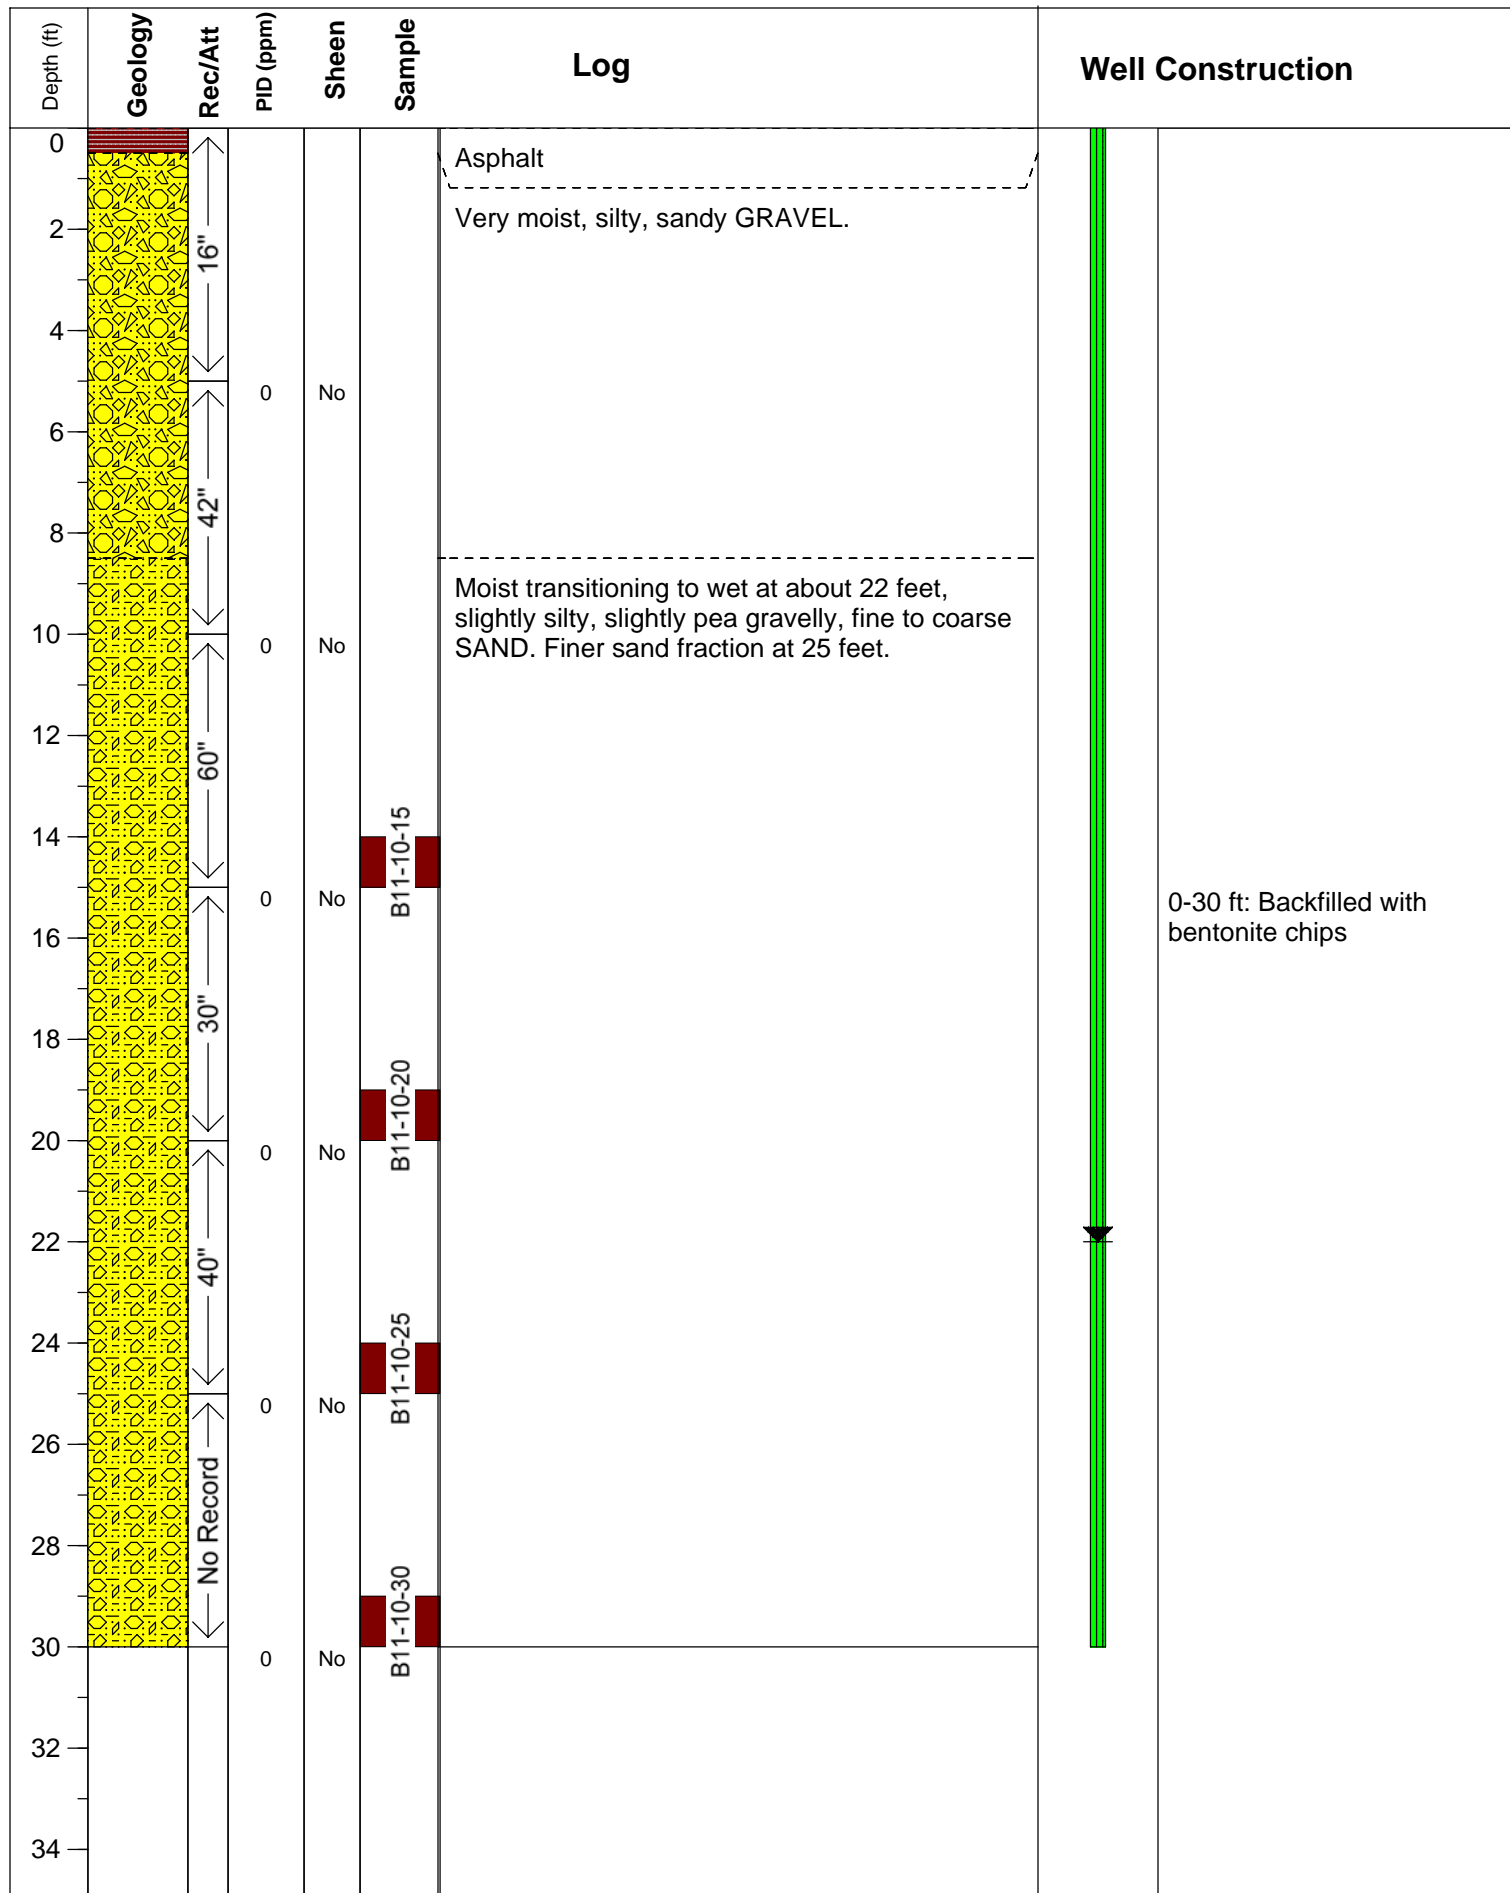 Depth (ft) Geology Rec/Att PID (ppm) Sheen Sample Log Well Construction
0
Asphalt
2
Very moist, silty, sandy GRAVEL.
16"
4
0 No
6
42"
8
Moist transitioning to wet at about 22 feet,
slightly silty, slightly pea gravelly, fine to coarse
SAND. Finer sand fraction at 25 feet.
10
0 No
12
60"
14
B11-10-15
0 No
0-30 ft: Backfilled with
bentonite chips
16
30"
18
B11-10-20
20
0 No
22
40"
24
B11-10-25
0 No
26
No Record
28
B11-10-30
30
0 No
32
34